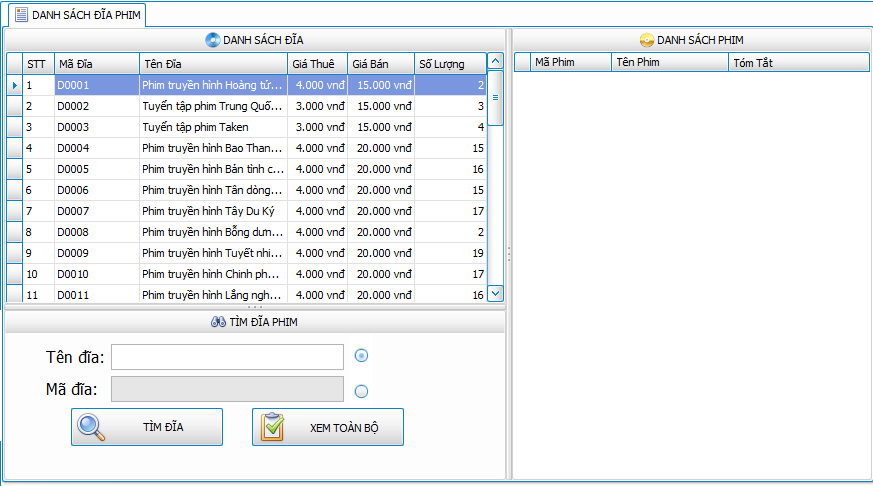 DANH SÁCH ĐĨA PHIM
DANH SÁCH ĐĨA
STT Mã Đĩa Tên Đĩa Giá Thuê Giá Bán Số Lượng
1 D0001 Phim truyền hình Hoàng tử... 4.000 vnđ 15.000 vnđ 2
2 D0002 Tuyển tập phim Trung Quố... 3.000 vnđ 15.000 vnđ 3
3 D0003 Tuyển tập phim Taken 3.000 vnđ 15.000 vnđ 4
4 D0004 Phim truyền hình Bao Than... 4.000 vnđ 20.000 vnđ 15
5 D0005 Phim truyền hình Bản tình c... 4.000 vnđ 20.000 vnđ 16
6 D0006 Phim truyền hình Tân dòng... 4.000 vnđ 20.000 vnđ 15
7 D0007 Phim truyền hình Tây Du Ký 4.000 vnđ 20.000 vnđ 17
8 D0008 Phim truyền hình Bỗng dưn... 4.000 vnđ 20.000 vnđ 2
9 D0009 Phim truyền hình Tuyết nhi... 4.000 vnđ 20.000 vnđ 19
10 D0010 Phim truyền hình Chinh ph... 4.000 vnđ 20.000 vnđ 17
11 D0011 Phim truyền hình Lắng ngh... 4.000 vnđ 20.000 vnđ 16
TÌM ĐĨA PHIM
Tên đĩa:
Mã đĩa:
TÌM ĐĨA XEM TOÀN BỘ
DANH SÁCH PHIM
Mã Phim Tên Phim Tóm Tắt